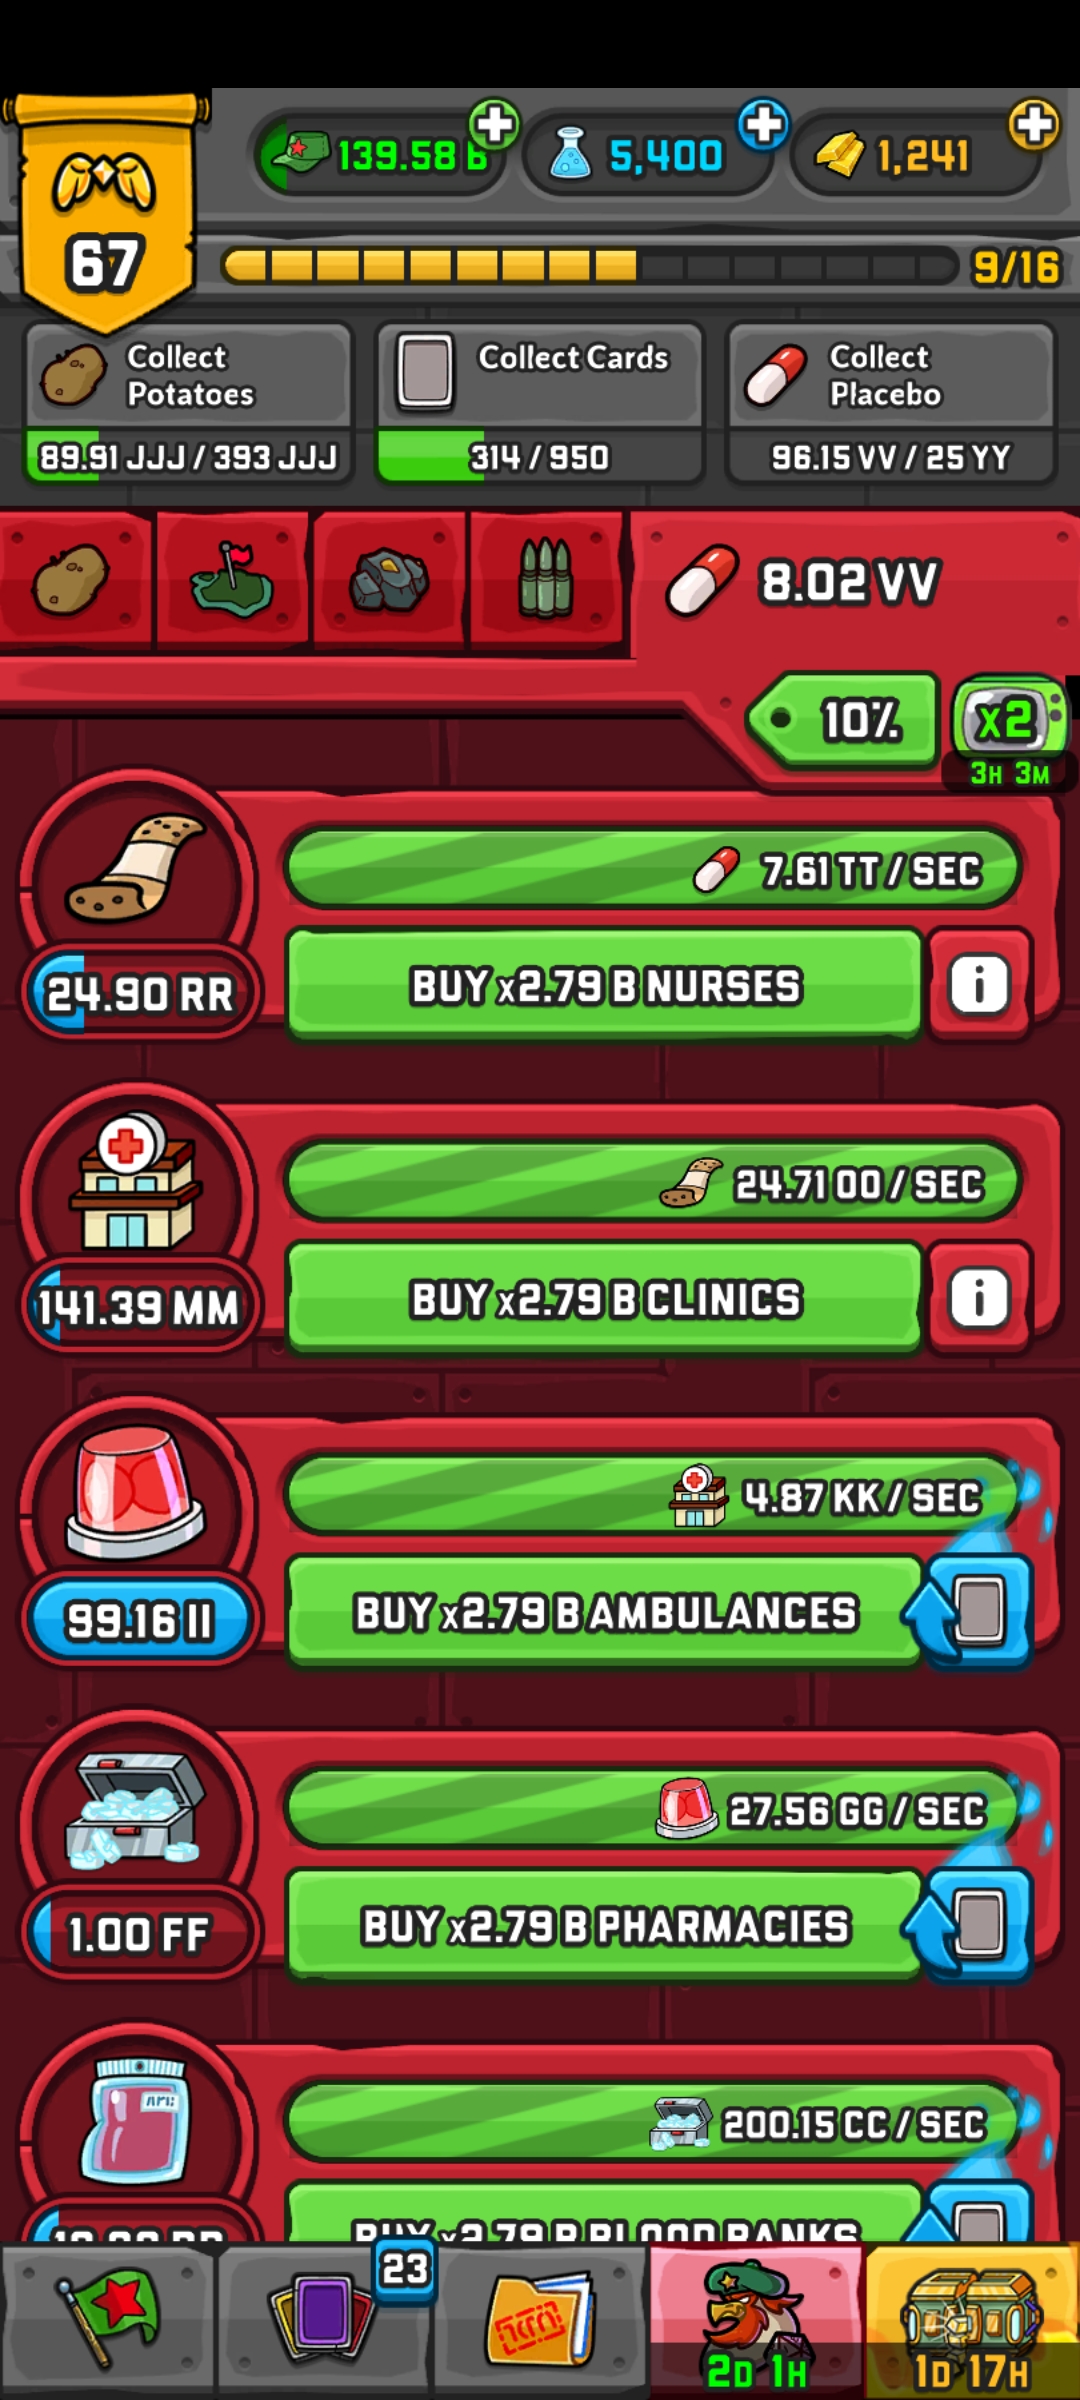 67
139.58 B
5,400
1,241
9/16
Collect Potatoes
89.91 JJJ / 393 JJJ
Collect Cards
314 / 950
Collect Placebo
96.15 VV / 25 YY
8.02 VV
10%
x2
3H 3M
7.61 TT / SEC
24.90 RR
BUY x2.79 B NURSES
i
24.71 OO / SEC
141.39 MM
BUY x2.79 B CLINICS
i
4.87 KK / SEC
99.16 II
BUY x2.79 B AMBULANCES
27.56 GG / SEC
1.00 FF
BUY x2.79 B PHARMACIES
200.15 CC / SEC
BUY x2.79 B BLOOD BANKS
23
2D 1H
1D 17H